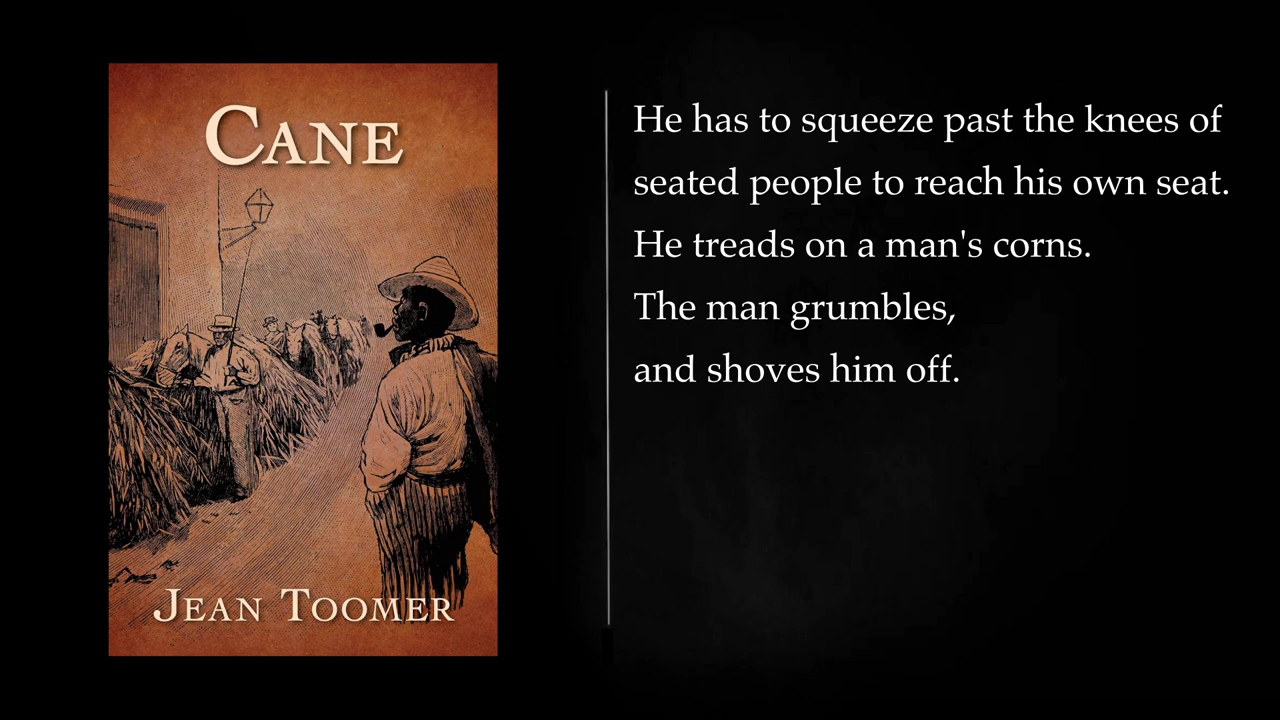 CANE
JEAN TOOMER
He has to squeeze past the knees of
seated people to reach his own seat.
He treads on a man's corns.
The man grumbles,
and shoves him off.